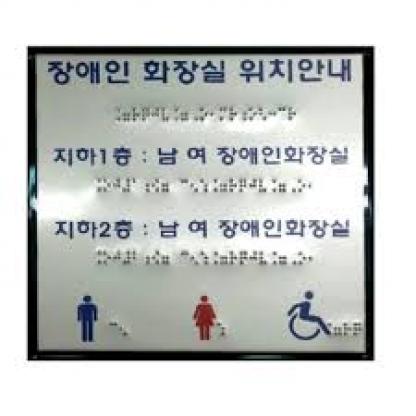 장애인 화장실 위치안내
지하1층 : 남 여 장애인화장실
지하2층 : 남 여 장애인화장실